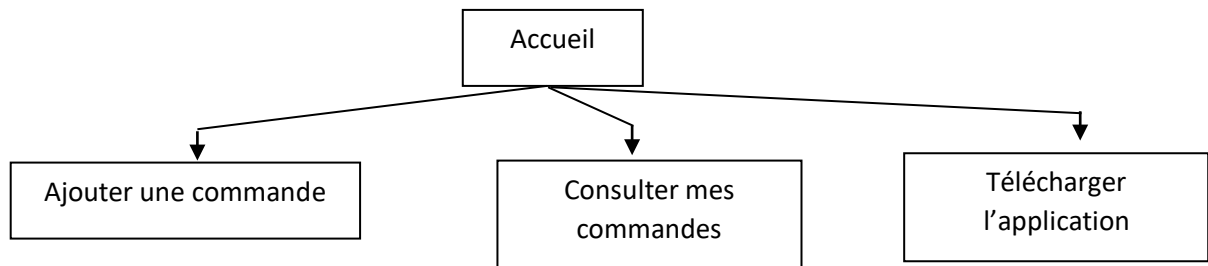 Accueil
Ajouter une commande
Consulter mes
commandes
Télécharger
l’application